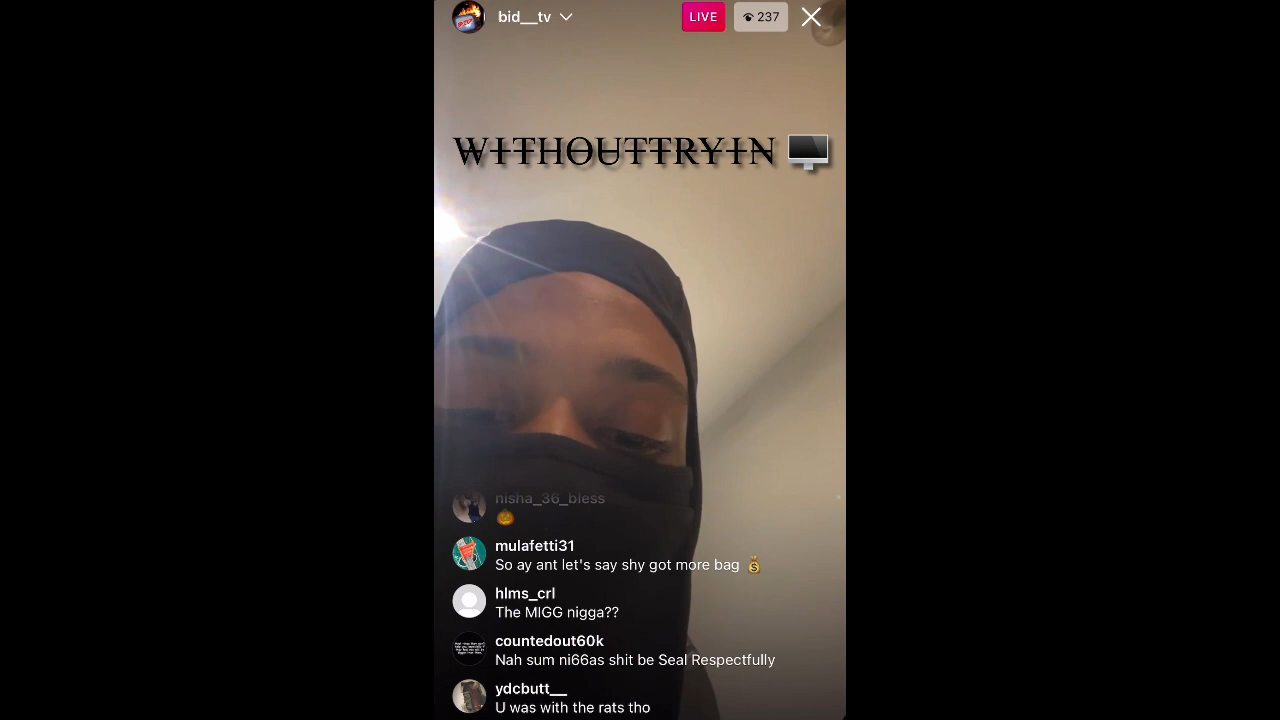 bid__tv
LIVE
237
WITHOUTTRYIN
nisha_36_bless
🎃
mulafetti31
So ay ant let's say shy got more bag 💰
hlms_crl
The MIGG nigga??
countedout60k
Nah sum ni66as shit be Seal Respectfully
ydcbutt__
U was with the rats tho